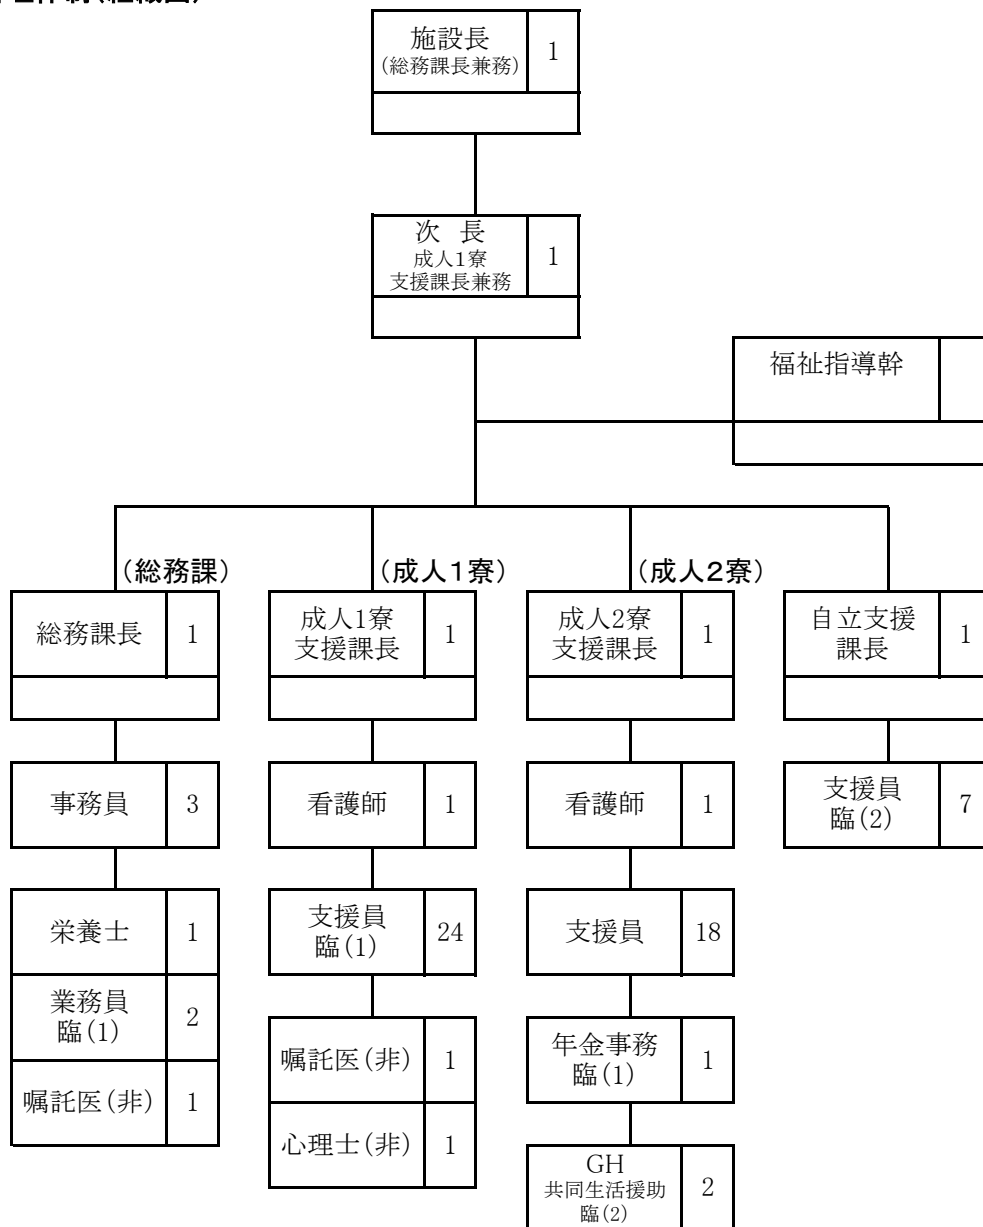 施設長
(総務課長兼務)
1
次 長
成人1寮
支援課長兼務
1
福祉指導幹
(総務課)
(成人1寮)
(成人2寮)
総務課長
1
成人1寮
支援課長
1
成人2寮
支援課長
1
自立支援
課長
1
事務員
3
看護師
1
看護師
1
支援員
臨(2)
7
栄養士
1
支援員
臨(1)
24
支援員
18
業務員
臨(1)
2
嘱託医(非)
1
年金事務
臨(1)
1
嘱託医(非)
1
心理士(非)
1
GH
共同生活援助
臨(2)
2